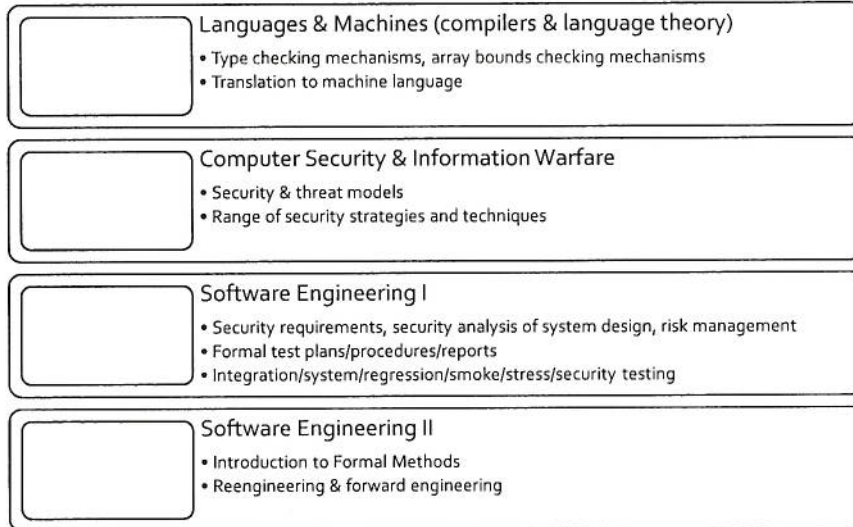 Languages & Machines (compilers & language theory)
• Type checking mechanisms, array bounds checking mechanisms
• Translation to machine language
Computer Security & Information Warfare
• Security & threat models
• Range of security strategies and techniques
Software Engineering I
• Security requirements, security analysis of system design, risk management
• Formal test plans/procedures/reports
• Integration/system/regression/smoke/stress/security testing
Software Engineering II
• Introduction to Formal Methods
• Reengineering & forward engineering